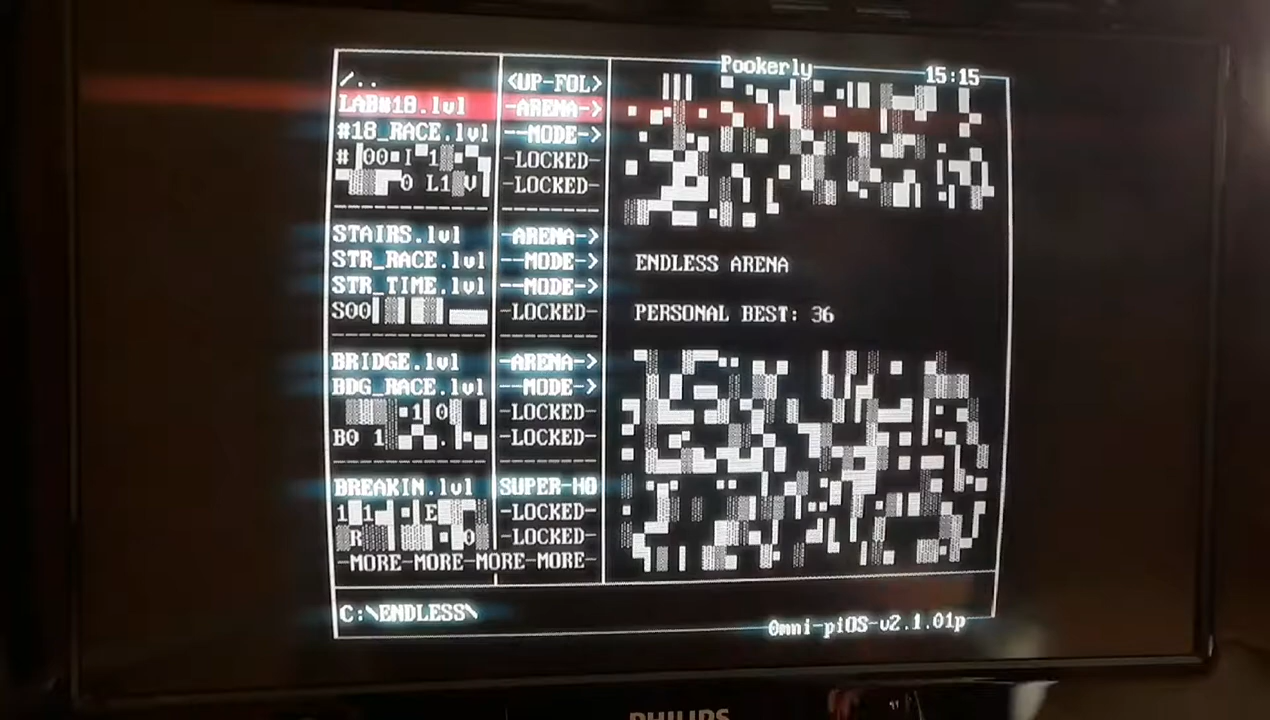 Pookerly 15:15
/.. <UP-FOL>
LAB#18.lvl -ARENA->
#18_RACE.lvl --MODE->
-LOCKED-
-LOCKED-
STAIRS.lvl -ARENA->
STR_RACE.lvl --MODE->
STR_TIME.lvl --MODE->
-LOCKED-
BRIDGE.lvl -ARENA->
BDG_RACE.lvl --MODE->
-LOCKED-
-LOCKED-
BREAKIN.lvl SUPER-HO
-LOCKED-
-LOCKED-
-MORE-MORE-MORE-MORE-
ENDLESS ARENA
PERSONAL BEST: 36
C:\ENDLESS\
0mni-piOS-v2.1.01p
PHILIPS